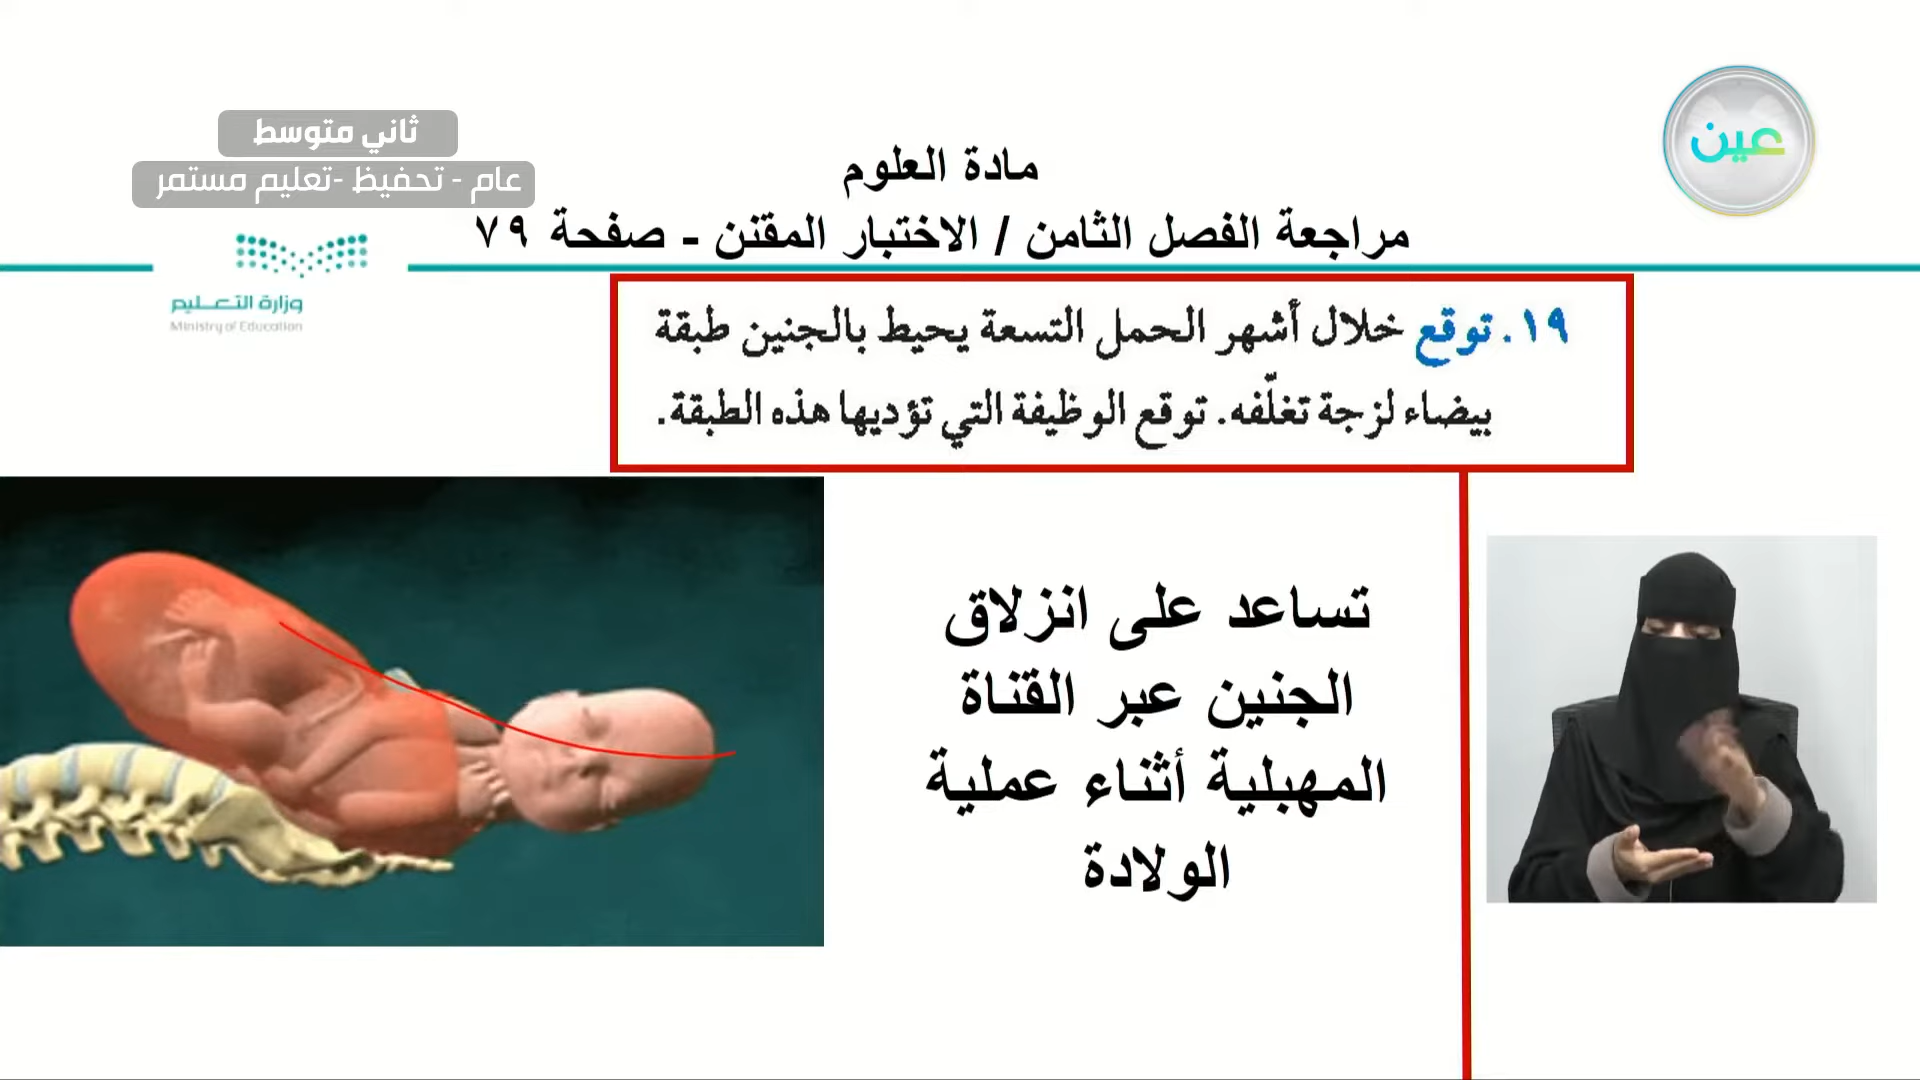 عين
ثاني متوسط
عام - تحفيظ -تعليم مستمر
وزارة التعليم
Ministry of Education
مادة العلوم
مراجعة الفصل الثامن / الاختبار المقنن - صفحة ٧٩
١٩. توقع خلال أشهر الحمل التسعة يحيط بالجنين طبقة
بيضاء لزجة تغلّفه. توقع الوظيفة التي تؤديها هذه الطبقة.
تساعد على انزلاق
الجنين عبر القناة
المهبلية أثناء عملية
الولادة